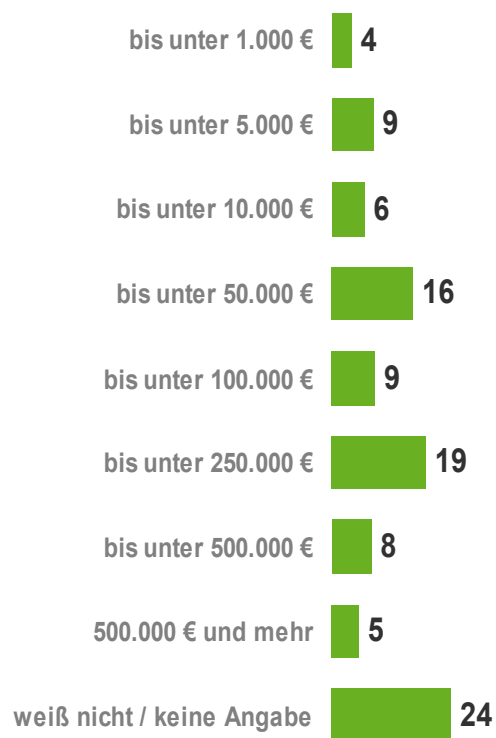 bis unter 1.000 € 4
bis unter 5.000 € 9
bis unter 10.000 € 6
bis unter 50.000 € 16
bis unter 100.000 € 9
bis unter 250.000 € 19
bis unter 500.000 € 8
500.000 € und mehr 5
weiß nicht / keine Angabe 24